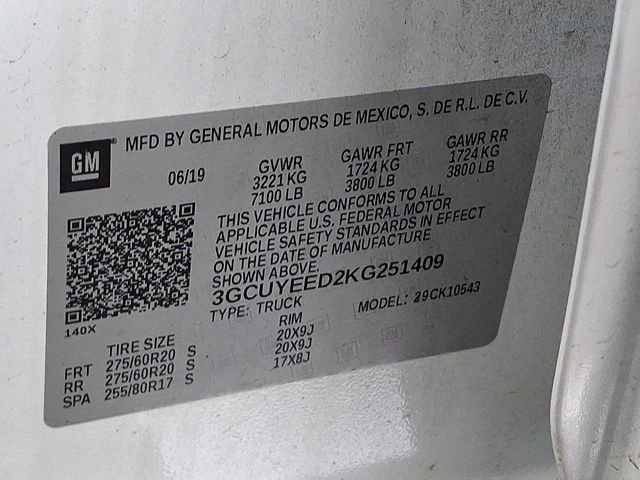 GM
MFD BY GENERAL MOTORS DE MEXICO, S. DE R.L. DE C.V.
06/19 GVWR GAWR FRT GAWR RR
3221 KG 1724 KG 1724 KG
7100 LB 3800 LB 3800 LB
THIS VEHICLE CONFORMS TO ALL
APPLICABLE U.S. FEDERAL MOTOR
VEHICLE SAFETY STANDARDS IN EFFECT
ON THE DATE OF MANUFACTURE
SHOWN ABOVE.
3GCUYEED2KG251409
TYPE: TRUCK MODEL: 29CK10543
140X
TIRE SIZE RIM
FRT 275/60R20 S 20X9J
RR 275/60R20 S 20X9J
SPA 255/80R17 S 17X8J